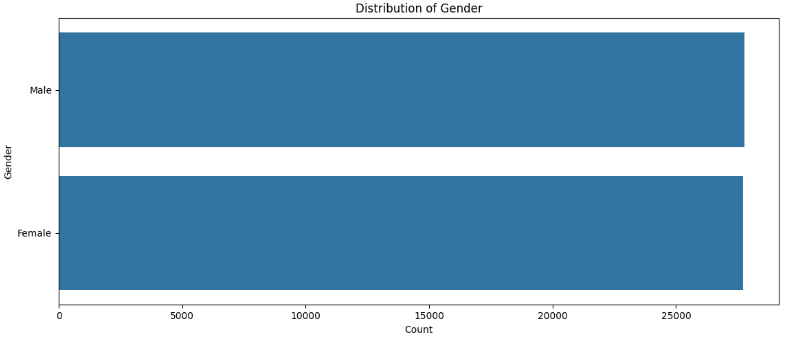 Distribution of Gender
Male
Female
Gender
0 5000 10000 15000 20000 25000
Count